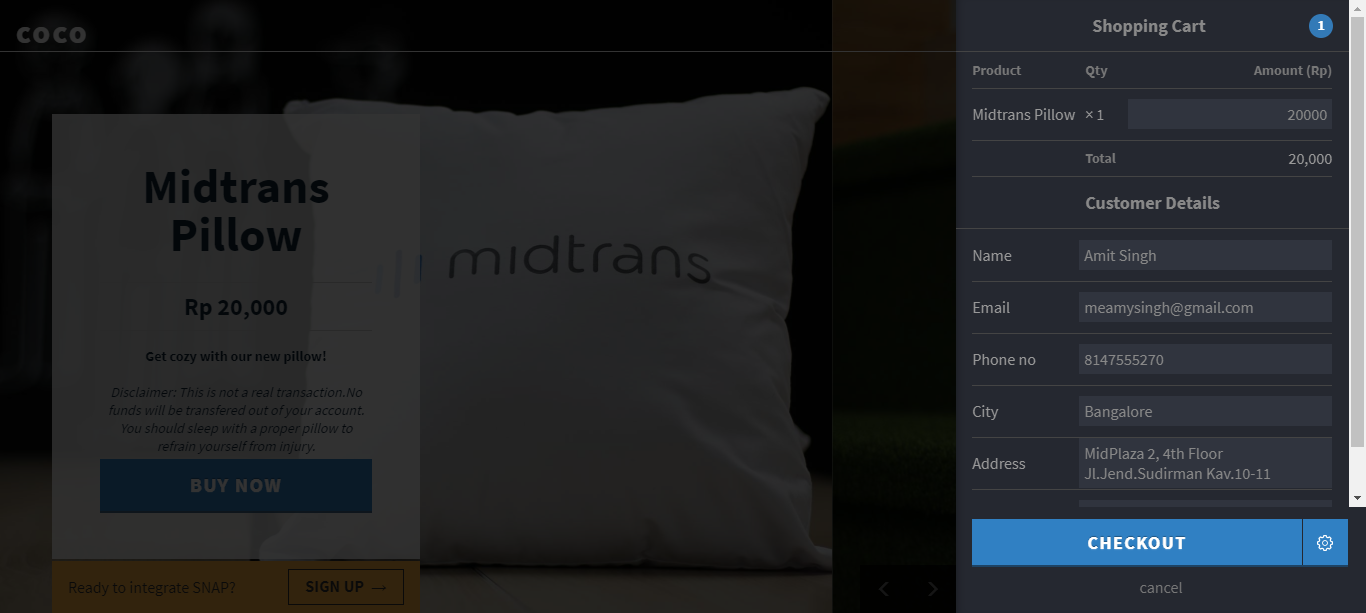 coco
Midtrans
Pillow
Rp 20,000
Get cozy with our new pillow!
Disclaimer: This is not a real transaction.No
funds will be transfered out of your account.
You should sleep with a proper pillow to
refrain yourself from injury.
BUY NOW
Ready to integrate SNAP?
SIGN UP →
midtrans
Shopping Cart 1
Product Qty Amount (Rp)
Midtrans Pillow × 1 20000
Total 20,000
Customer Details
Name Amit Singh
Email meamysingh@gmail.com
Phone no 8147555270
City Bangalore
Address MidPlaza 2, 4th Floor
Jl.Jend.Sudirman Kav.10-11
CHECKOUT
cancel